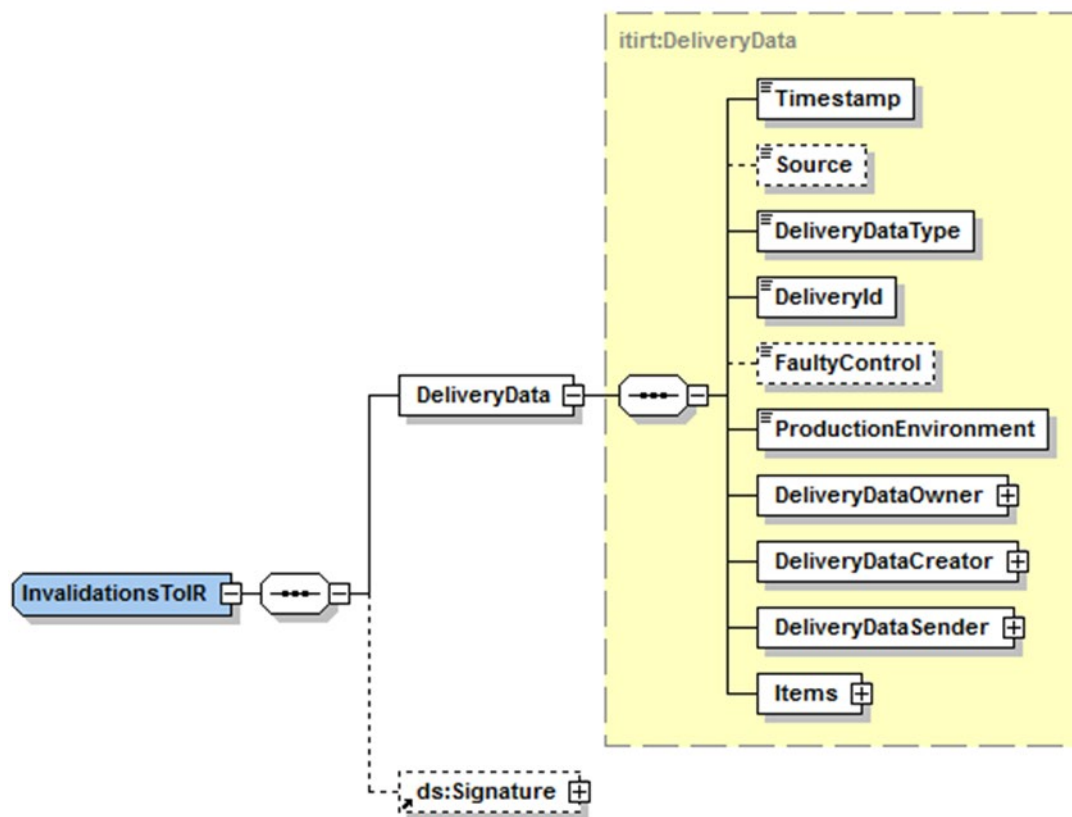 itirt:DeliveryData
Timestamp
Source
DeliveryDataType
DeliveryId
FaultyControl
DeliveryData
ProductionEnvironment
DeliveryDataOwner
DeliveryDataCreator
InvalidationsToIR
DeliveryDataSender
Items
ds:Signature